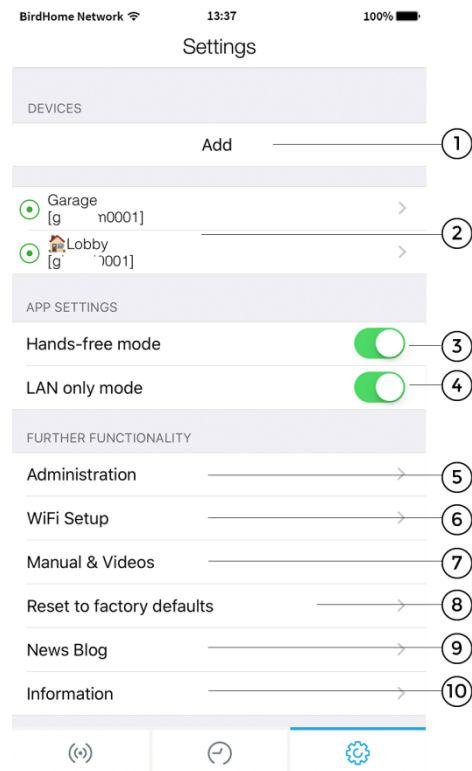 BirdHome Network 13:37 100%
Settings
DEVICES
Add 1
Garage
[g m0001]
2
Lobby
[g 0001]
APP SETTINGS
Hands-free mode 3
LAN only mode 4
FURTHER FUNCTIONALITY
Administration 5
WiFi Setup 6
Manual & Videos 7
Reset to factory defaults 8
News Blog 9
Information 10